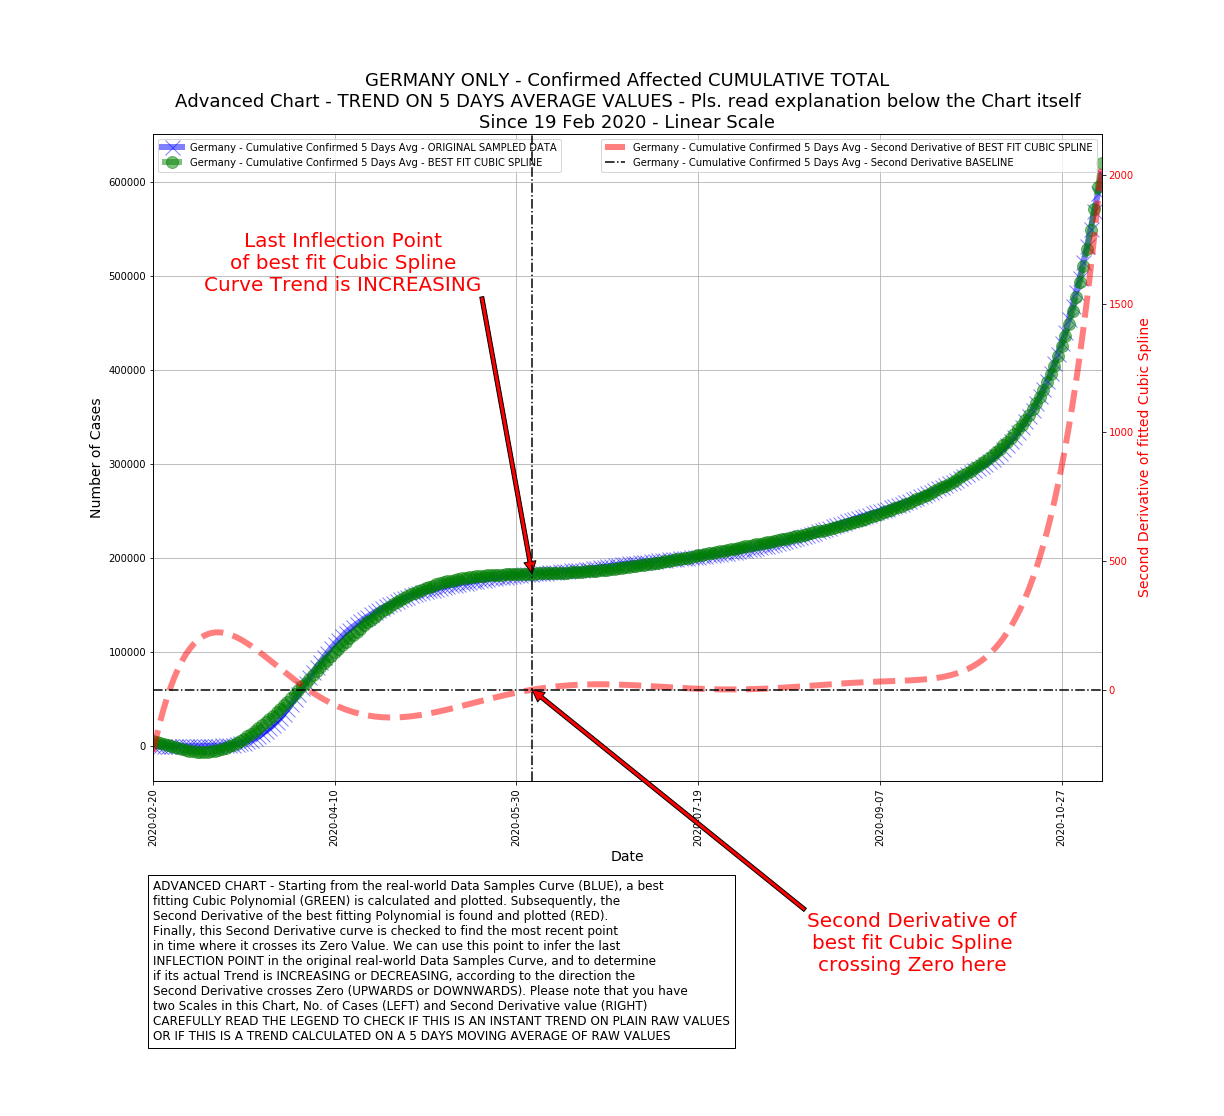 GERMANY ONLY - Confirmed Affected CUMULATIVE TOTAL
Advanced Chart - TREND ON 5 DAYS AVERAGE VALUES - Pls. read explanation below the Chart itself
Since 19 Feb 2020 - Linear Scale
Germany - Cumulative Confirmed 5 Days Avg - ORIGINAL SAMPLED DATA
Germany - Cumulative Confirmed 5 Days Avg - BEST FIT CUBIC SPLINE
Germany - Cumulative Confirmed 5 Days Avg - Second Derivative of BEST FIT CUBIC SPLINE
Germany - Cumulative Confirmed 5 Days Avg - Second Derivative BASELINE
Last Inflection Point
of best fit Cubic Spline
Curve Trend is INCREASING
Number of Cases
600000
500000
400000
300000
200000
100000
0
2000
1500
1000
500
0
Second Derivative of fitted Cubic Spline
2020-02-20
2020-04-10
2020-05-30
2020-07-19
2020-09-07
2020-10-27
Date
ADVANCED CHART - Starting from the real-world Data Samples Curve (BLUE), a best
fitting Cubic Polynomial (GREEN) is calculated and plotted. Subsequently, the
Second Derivative of the best fitting Polynomial is found and plotted (RED).
Finally, this Second Derivative curve is checked to find the most recent point
in time where it crosses its Zero Value. We can use this point to infer the last
INFLECTION POINT in the original real-world Data Samples Curve, and to determine
if its actual Trend is INCREASING or DECREASING, according to the direction the
Second Derivative crosses Zero (UPWARDS or DOWNWARDS). Please note that you have
two Scales in this Chart, No. of Cases (LEFT) and Second Derivative value (RIGHT)
CAREFULLY READ THE LEGEND TO CHECK IF THIS IS AN INSTANT TREND ON PLAIN RAW VALUES
OR IF THIS IS A TREND CALCULATED ON A 5 DAYS MOVING AVERAGE OF RAW VALUES
Second Derivative of
best fit Cubic Spline
crossing Zero here